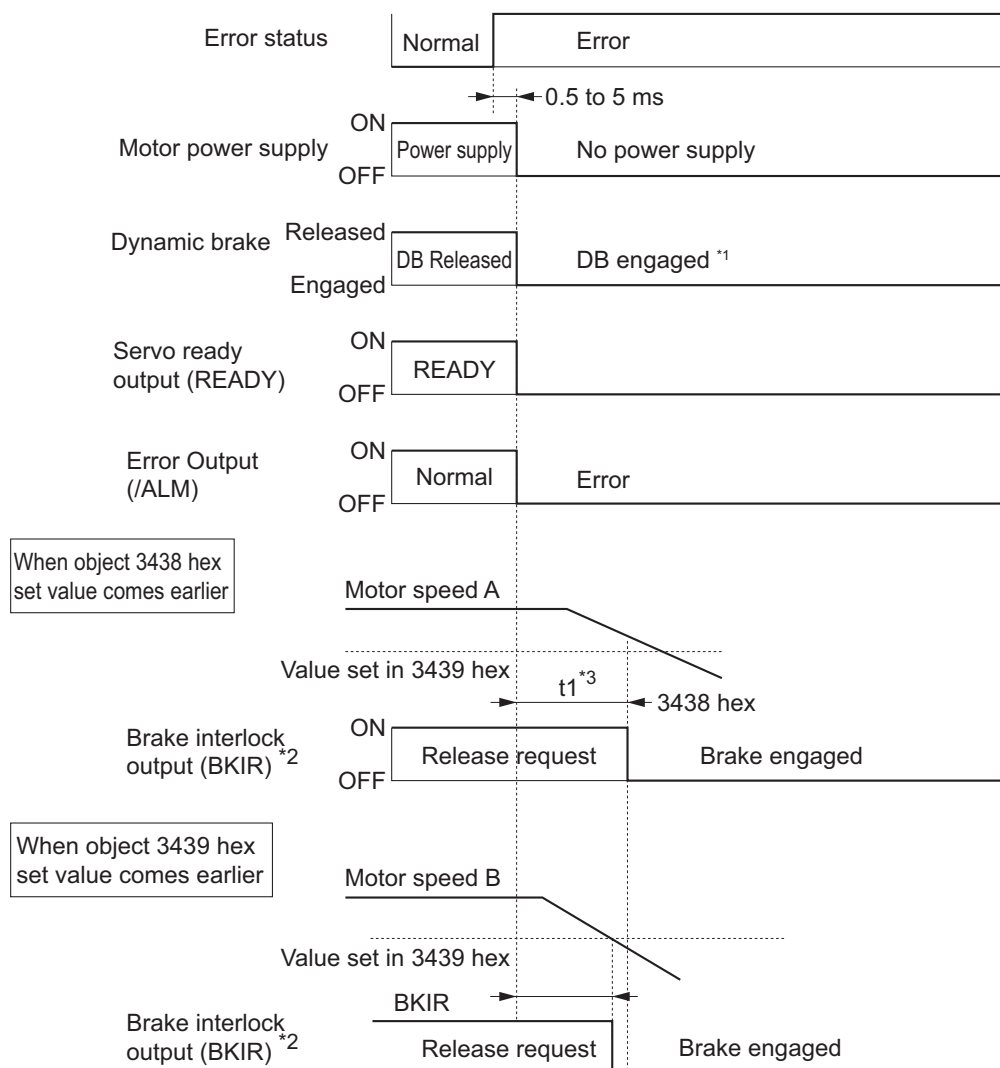 Error status
Normal
Error
0.5 to 5 ms
Motor power supply
ON
OFF
Power supply
No power supply
Dynamic brake
Released
Engaged
DB Released
DB engaged *1
Servo ready
output (READY)
ON
OFF
READY
Error Output
(/ALM)
ON
OFF
Normal
Error
When object 3438 hex
set value comes earlier
Motor speed A
Value set in 3439 hex
t1*3
3438 hex
Brake interlock
output (BKIR) *2
ON
OFF
Release request
Brake engaged
When object 3439 hex
set value comes earlier
Motor speed B
Value set in 3439 hex
BKIR
Brake interlock
output (BKIR) *2
Release request
Brake engaged